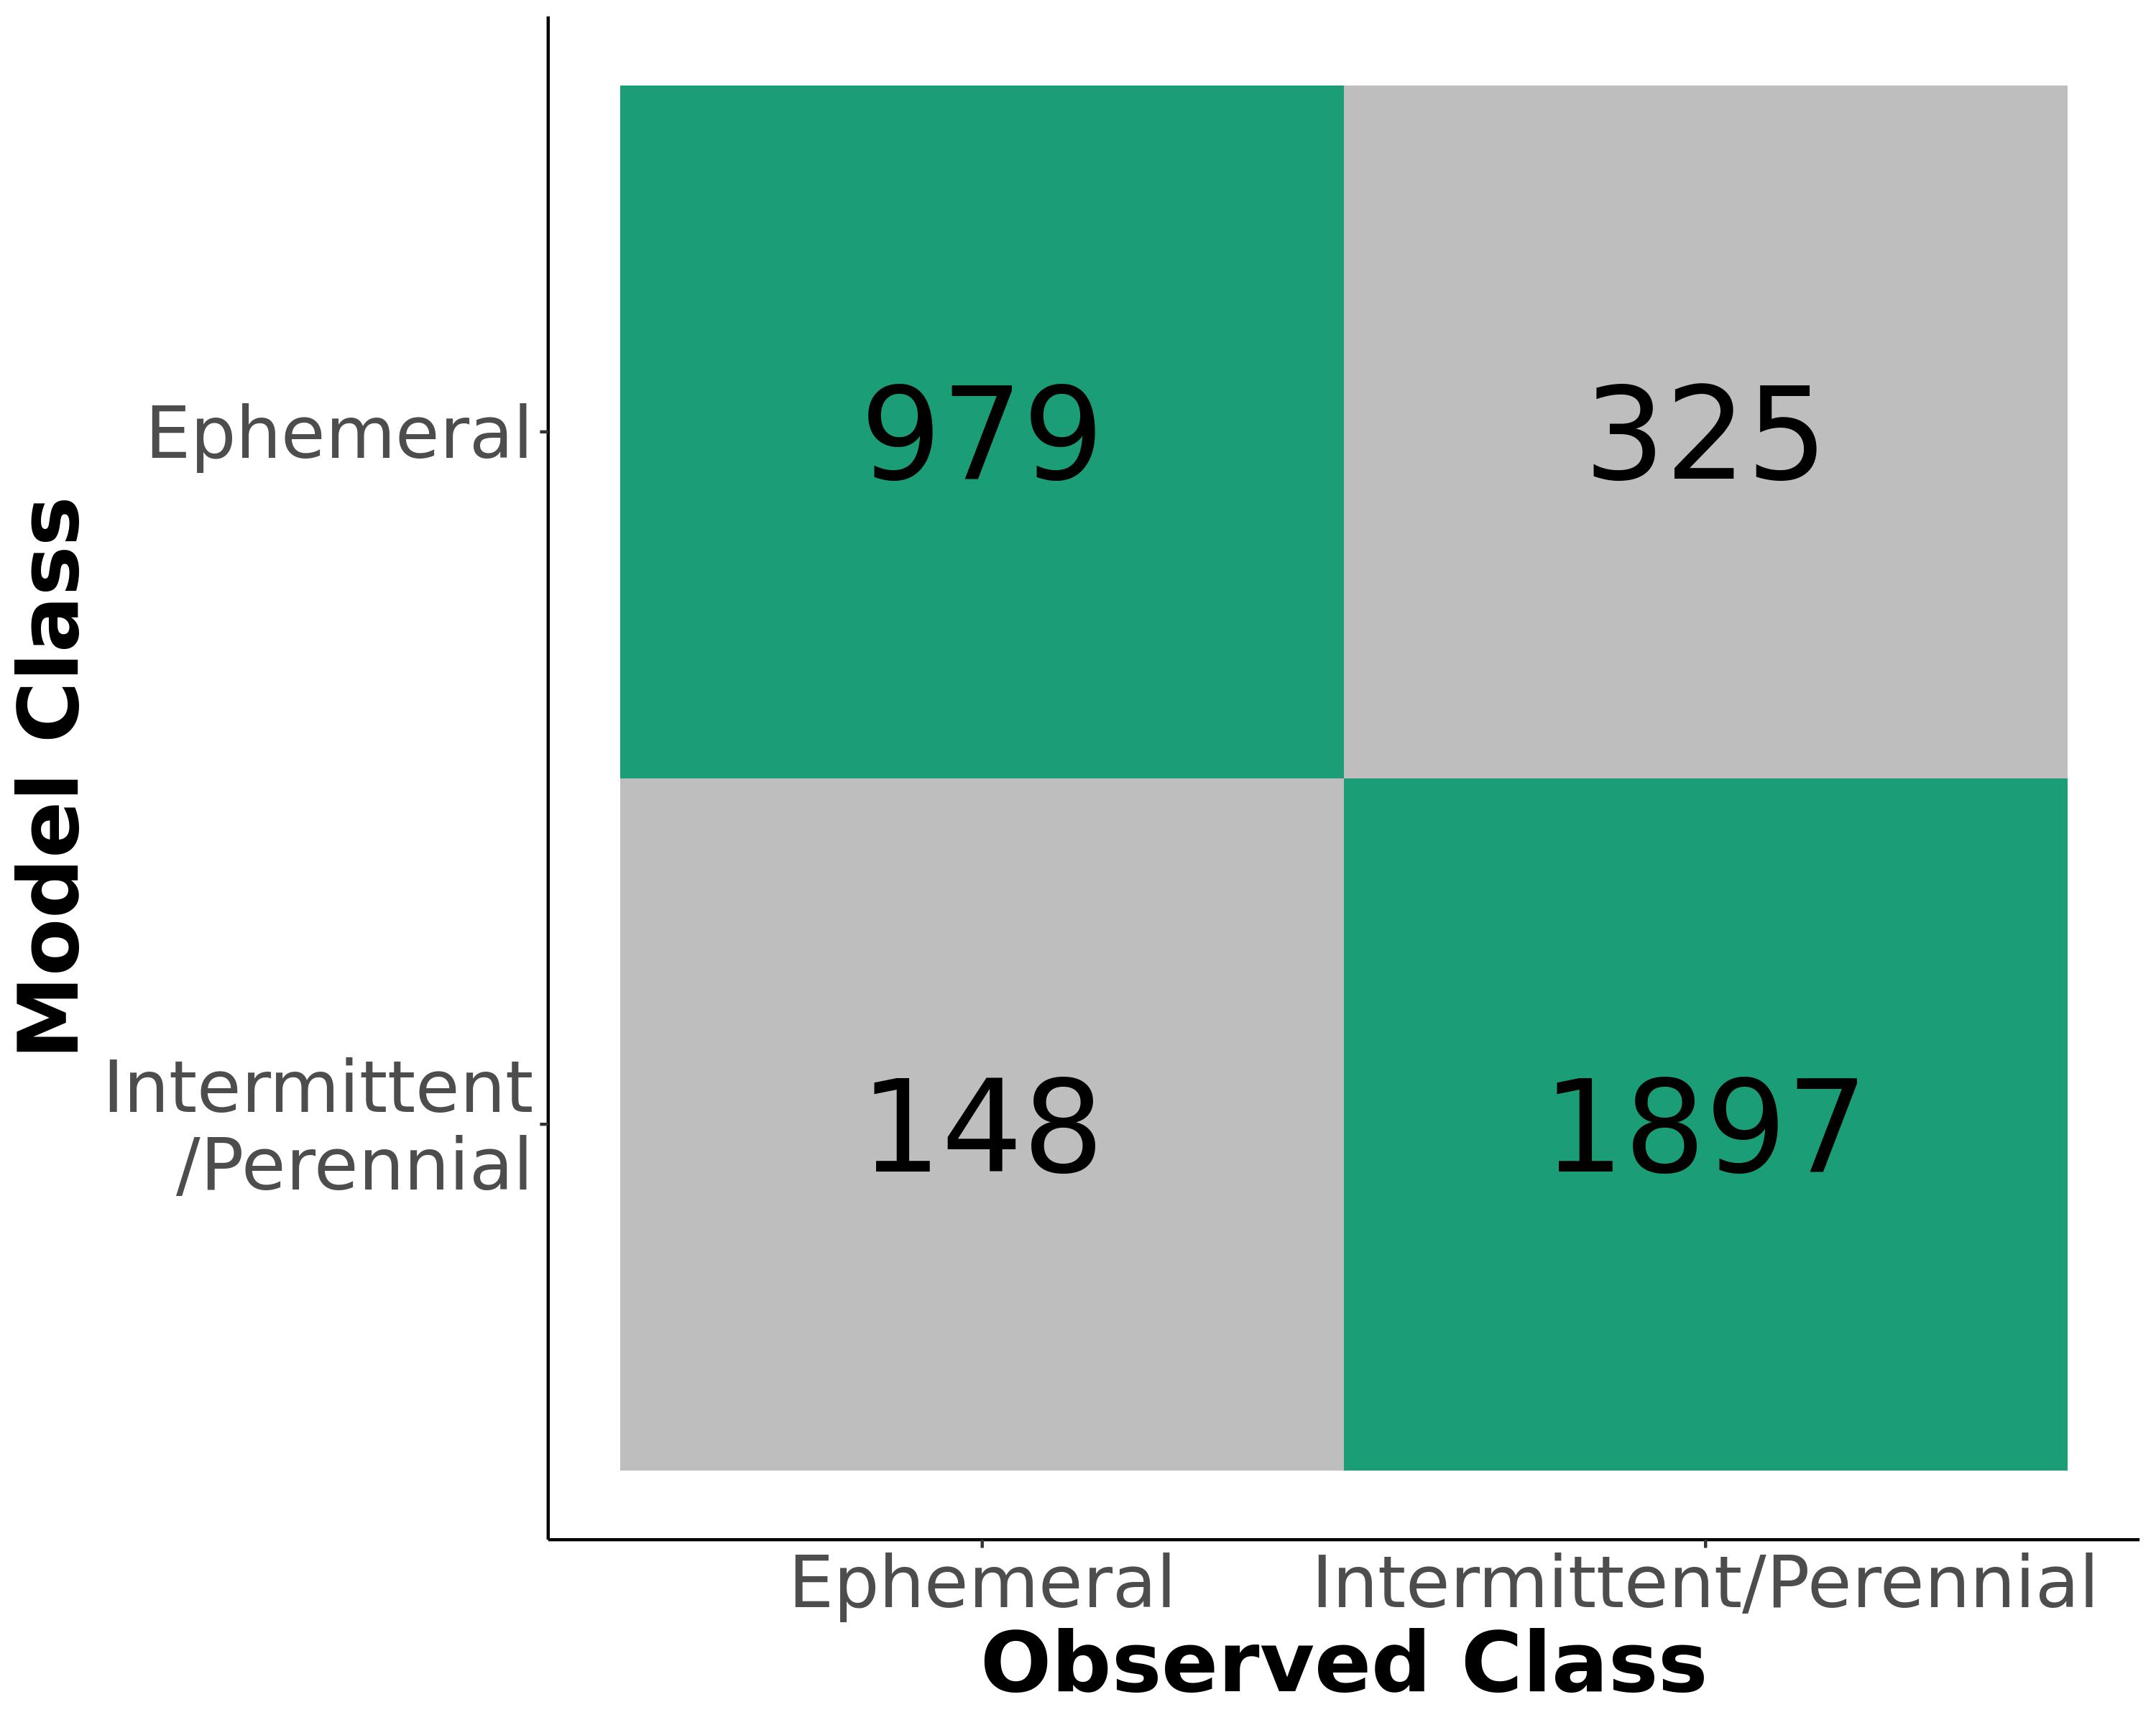 Model Class
Ephemeral
979
325
Intermittent
/Perennial
148
1897
Ephemeral
Intermittent/Perennial
Observed Class